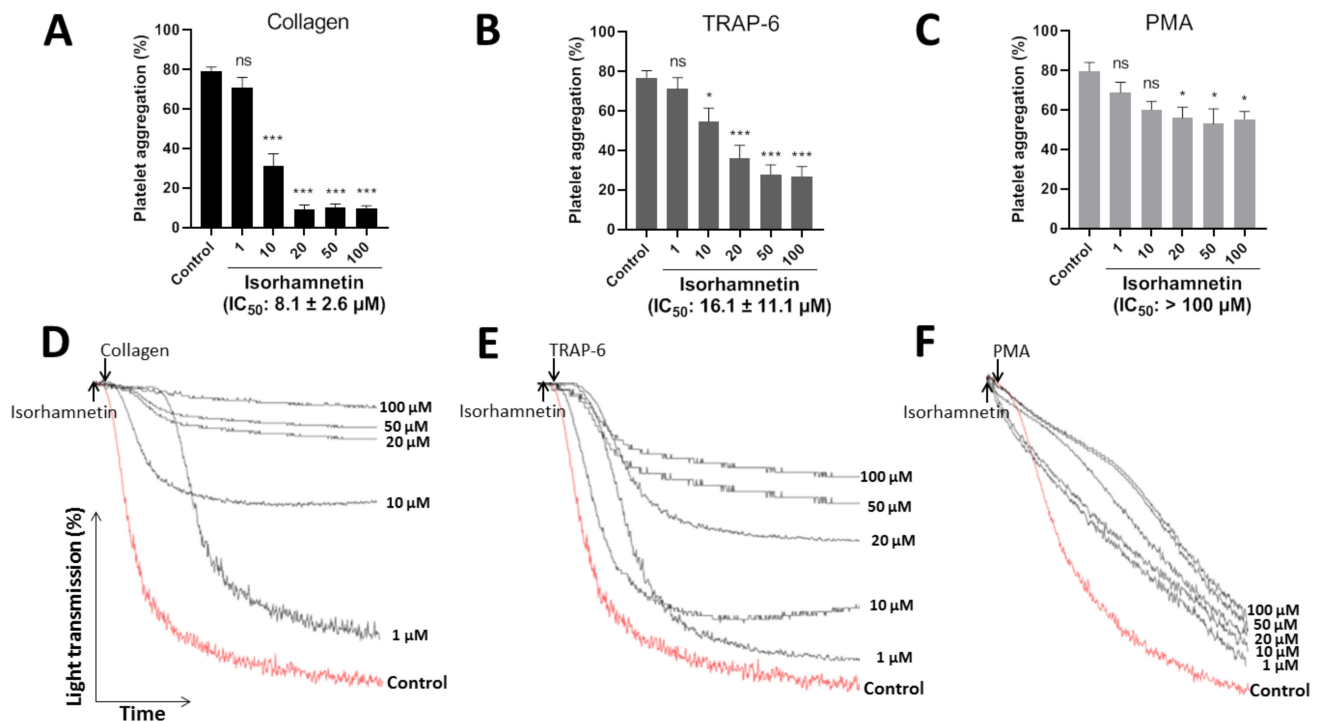 A
Collagen
Platelet aggregation (%)
100
80
60
40
20
0
ns
***
***
***
***
Control
1
10
20
50
100
Isorhamnetin
(IC50: 8.1 ± 2.6 µM)
B
TRAP-6
Platelet aggregation (%)
100
80
60
40
20
0
ns
*
***
***
***
Control
1
10
20
50
100
Isorhamnetin
(IC50: 16.1 ± 11.1 µM)
C
PMA
Platelet aggregation (%)
100
80
60
40
20
0
ns
ns
*
*
*
Control
1
10
20
50
100
Isorhamnetin
(IC50: > 100 µM)
D
Collagen
Isorhamnetin
100 µM
50 µM
20 µM
10 µM
1 µM
Control
Light transmission (%)
Time
E
TRAP-6
Isorhamnetin
100 µM
50 µM
20 µM
10 µM
1 µM
Control
F
PMA
Isorhamnetin
100 µM
50 µM
20 µM
10 µM
1 µM
Control